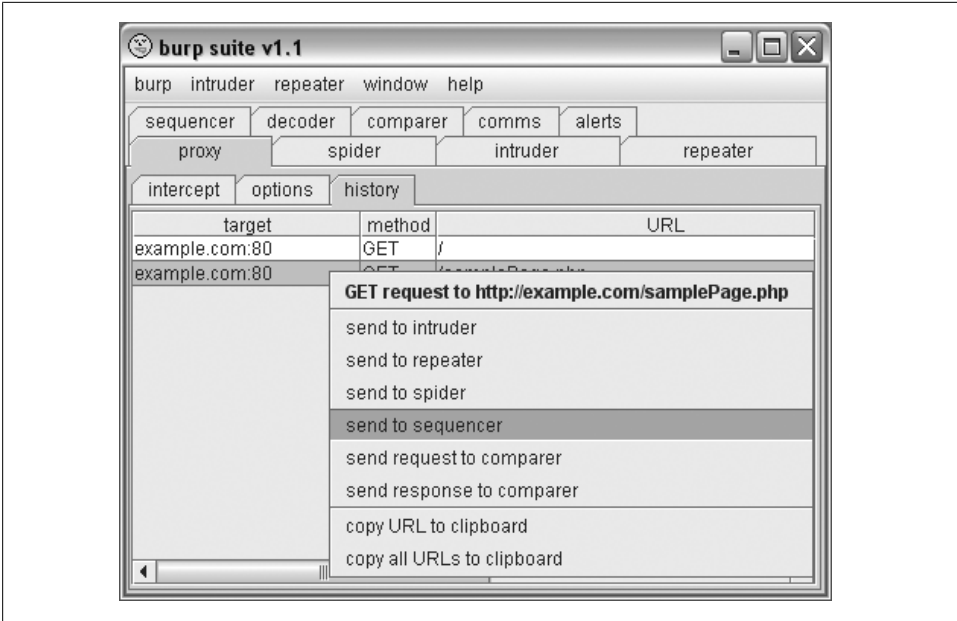 burp suite v1.1
burp intruder repeater window help
sequencer decoder comparer comms alerts
proxy spider intruder repeater
intercept options history
target method URL
example.com:80 GET /
example.com:80 GET /samplePage.php
GET request to http://example.com/samplePage.php
send to intruder
send to repeater
send to spider
send to sequencer
send request to comparer
send response to comparer
copy URL to clipboard
copy all URLs to clipboard